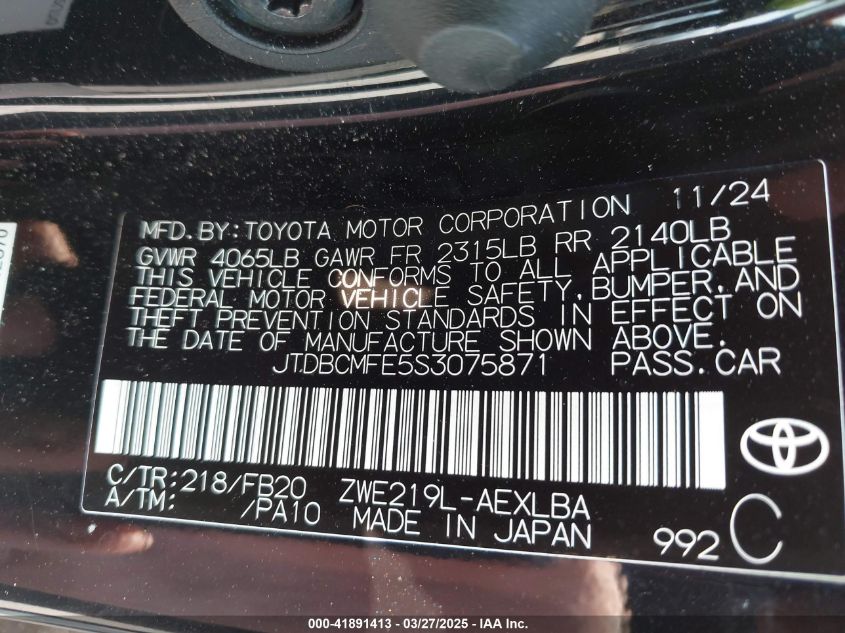 11/24
MFD. BY: TOYOTA MOTOR CORPORATION
GVWR 4065LB GAWR FR 2315LB RR 2140LB
THIS VEHICLE CONFORMS TO ALL APPLICABLE
FEDERAL MOTOR VEHICLE SAFETY, BUMPER, AND
THEFT PREVENTION STANDARDS IN EFFECT ON
THE DATE OF MANUFACTURE SHOWN ABOVE.
JTDBCMFE5S3075871 PASS.CAR
C/TR:218/FB20 ZWE219L-AEXLBA
A/TM: /PA10 MADE IN JAPAN 992 C
000-41891413 - 03/27/2025 - IAA Inc.